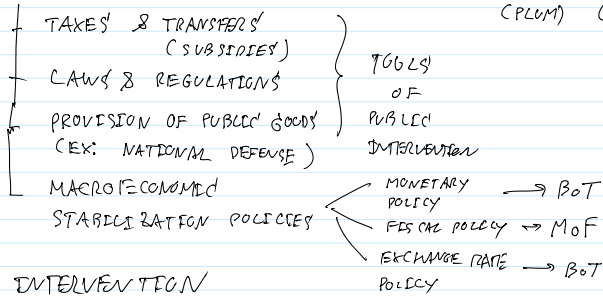 (PLUM) (
TAXES & TRANSFERS
(SUBSIDIES)
LAWS & REGULATIONS
PROVISION OF PUBLIC GOODS
(EX: NATIONAL DEFENSE)
TOOLS
OF
PUBLIC
INTERVENTION
MACROECONOMIC
STABILIZATION POLICIES
MONETARY
POLICY → BOT
FISCAL POLICY → MOF
EXCHANGE RATE
POLICY → BOT
INTERVENTION